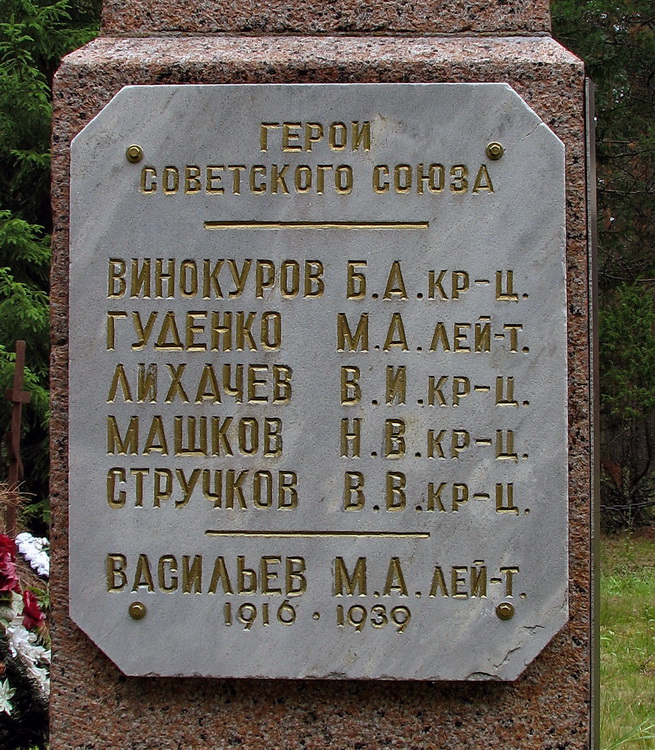 ГЕРОИ
СОВЕТСКОГО СОЮЗА
ВИНОКУРОВ Б.А.КР-Ц.
ГУДЕНКО М.А.ЛЕЙ-Т.
ЛИХАЧЕВ В.И.КР-Ц.
МАШКОВ Н.В.КР-Ц.
СТРУЧКОВ В.В.КР-Ц.
ВАСИЛЬЕВ М.А.ЛЕЙ-Т.
1916 · 1939